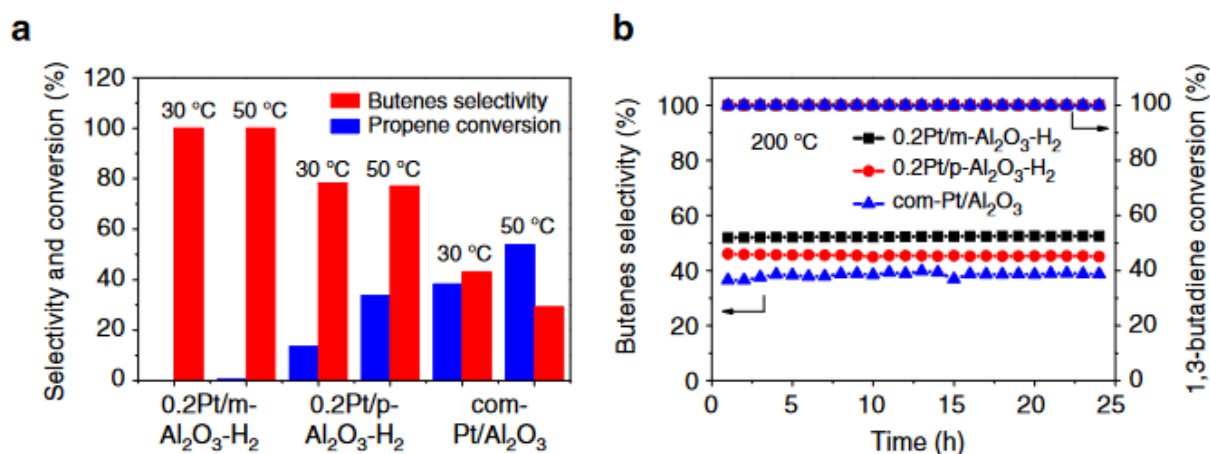 a
Selectivity and conversion (%)
120
100
80
60
40
20
0
30 °C
50 °C
30 °C
50 °C
30 °C
50 °C
Butenes selectivity
Propene conversion
0.2Pt/m-
Al₂O₃-H₂
0.2Pt/p-
Al₂O₃-H₂
com-
Pt/Al₂O₃
b
Butenes selectivity (%)
100
80
60
40
20
0
200 °C
0.2Pt/m-Al₂O₃-H₂
0.2Pt/p-Al₂O₃-H₂
com-Pt/Al₂O₃
100
80
60
40
20
0
1,3-butadiene conversion (%)
0
5
10
15
20
25
Time (h)